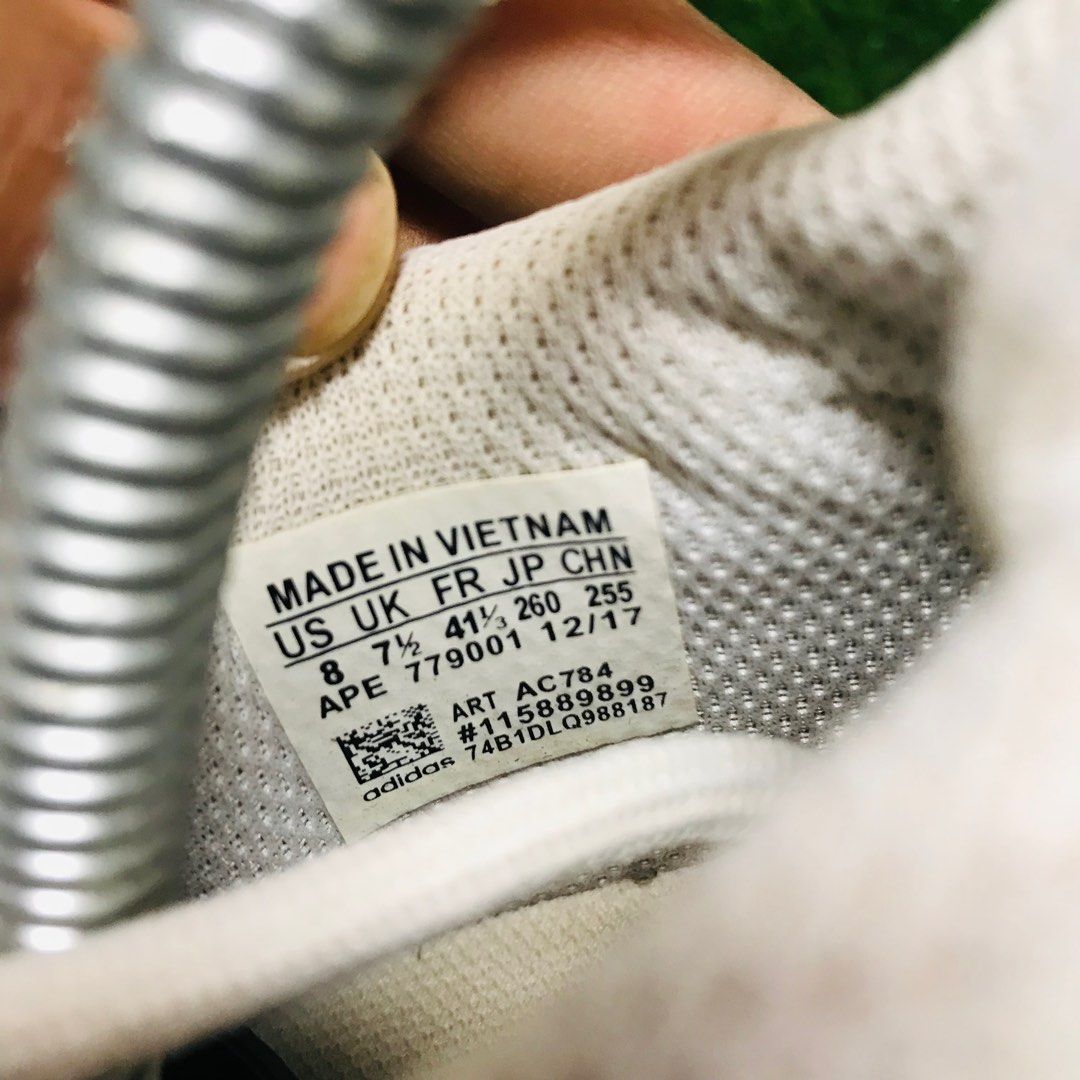 MADE IN VIETNAM
US UK FR JP CHN
8 7½ 41⅓ 260 255
APE 779001 12/17
ART AC784
#115889899
adidas 74B1DLQ988187